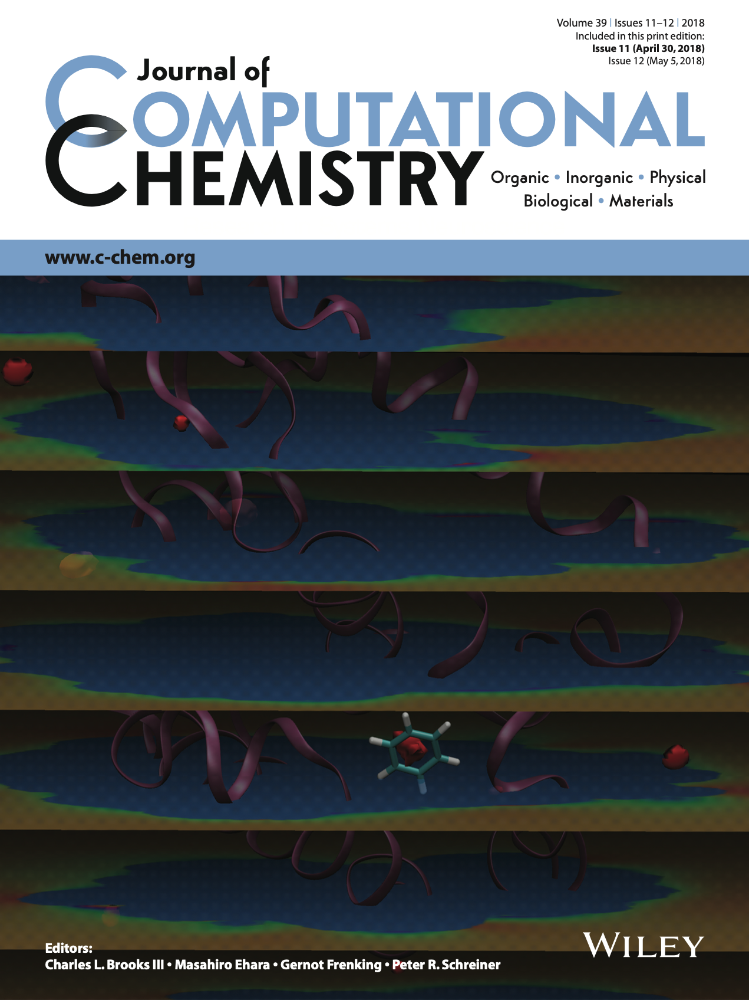 Volume 39 | Issues 11–12 | 2018
Included in this print edition:
Issue 11 (April 30, 2018)
Issue 12 (May 5, 2018)
Journal of
COMPUTATIONAL
CHEMISTRY
Organic • Inorganic • Physical
Biological • Materials
www.c-chem.org
Editors:
Charles L. Brooks III • Masahiro Ehara • Gernot Frenking • Peter R. Schreiner
WILEY